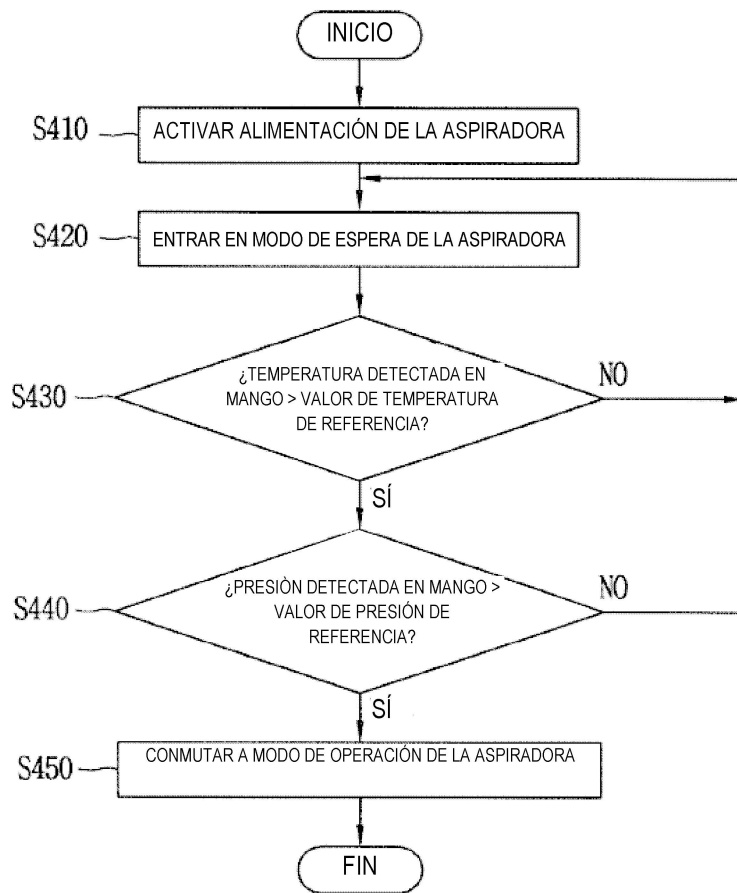 INICIO
S410
ACTIVAR ALIMENTACIÓN DE LA ASPIRADORA
S420
ENTRAR EN MODO DE ESPERA DE LA ASPIRADORA
S430
¿TEMPERATURA DETECTADA EN
MANGO > VALOR DE TEMPERATURA
DE REFERENCIA?
NO
SÍ
S440
¿PRESIÒN DETECTADA EN MANGO >
VALOR DE PRESIÓN DE
REFERENCIA?
NO
SÍ
S450
CONMUTAR A MODO DE OPERACIÓN DE LA ASPIRADORA
FIN